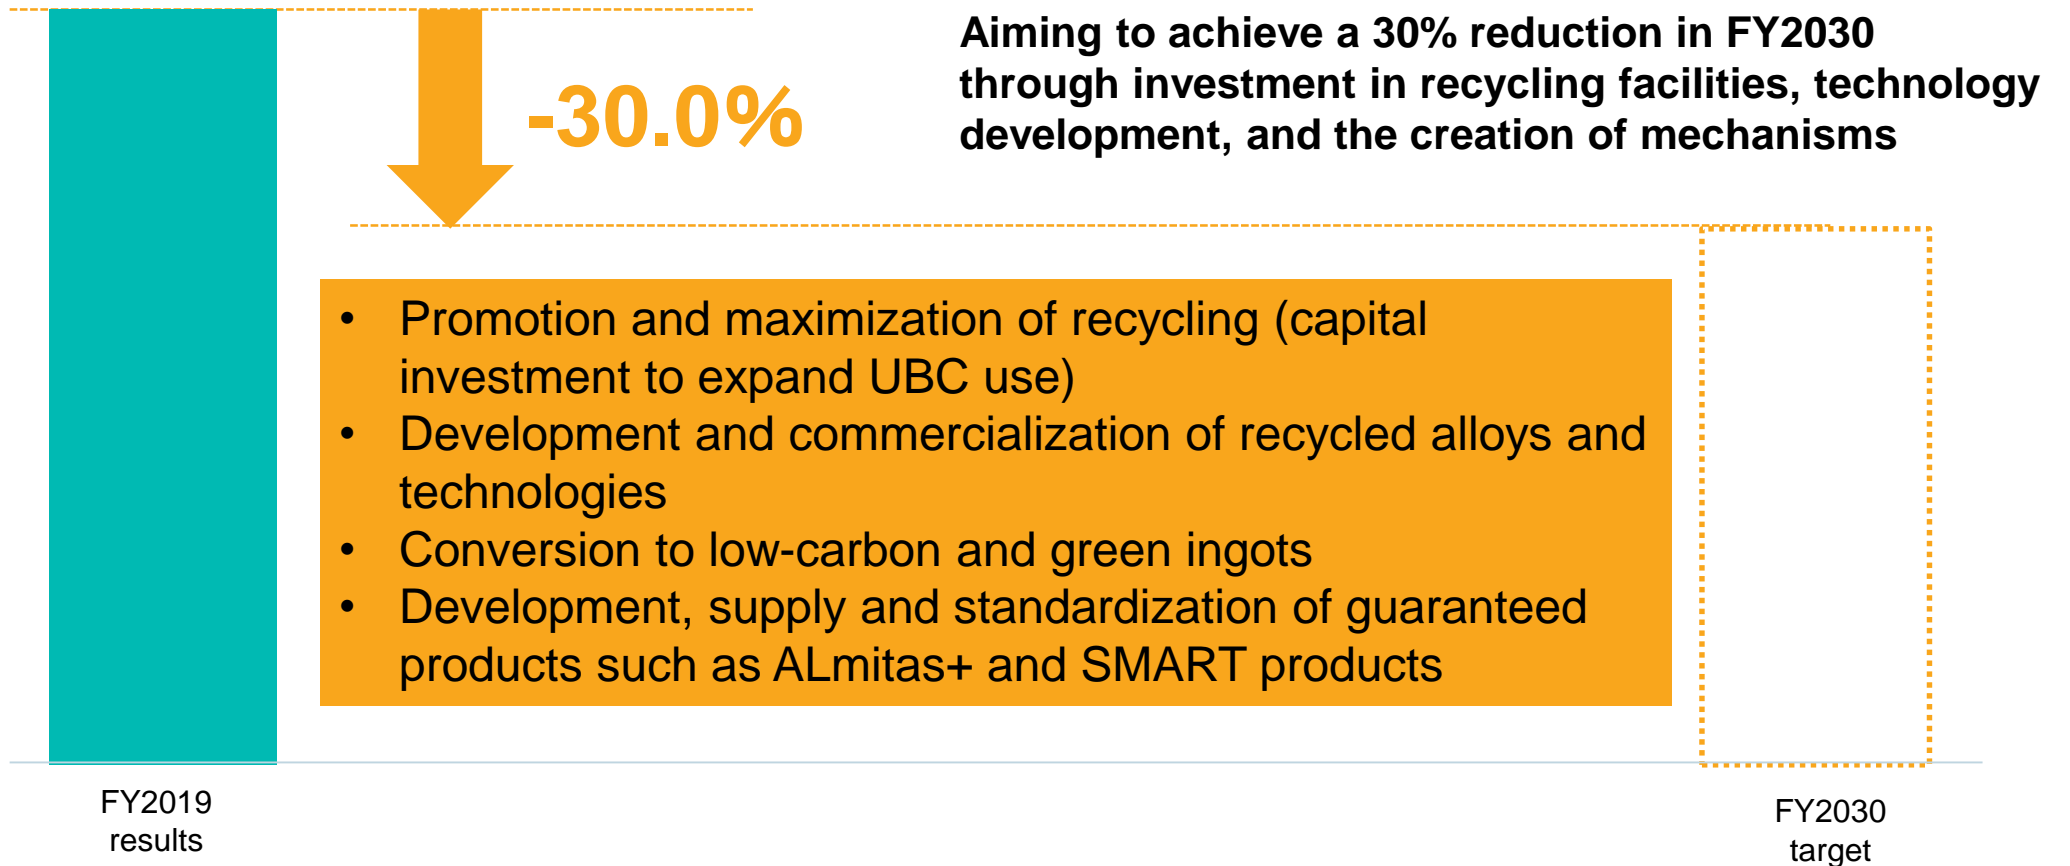 Aiming to achieve a 30% reduction in FY2030
through investment in recycling facilities, technology
development, and the creation of mechanisms
-30.0%
• Promotion and maximization of recycling (capital
investment to expand UBC use)
• Development and commercialization of recycled alloys and
technologies
• Conversion to low-carbon and green ingots
• Development, supply and standardization of guaranteed
products such as ALmitas+ and SMART products
FY2019
results
FY2030
target